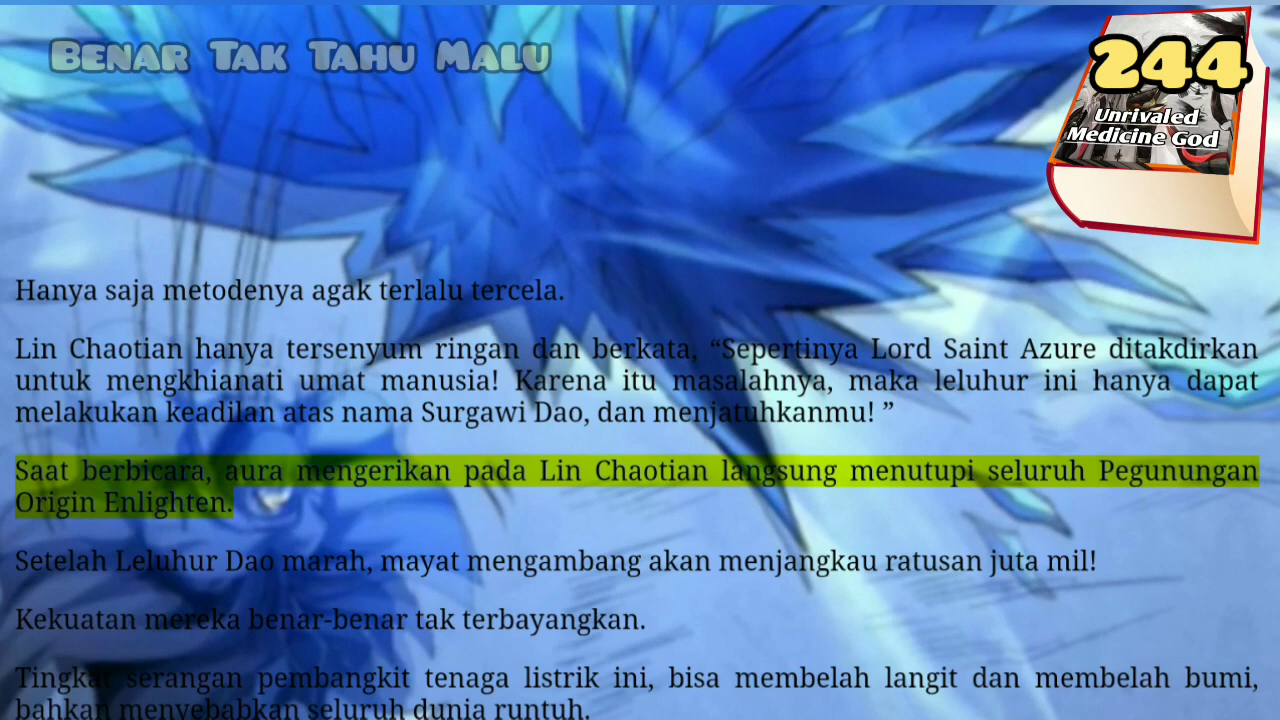 Benar Tak Tahu Malu
244
Unrivaled
Medicine God
Hanya saja metodenya agak terlalu tercela.
Lin Chaotian hanya tersenyum ringan dan berkata, “Sepertinya Lord Saint Azure ditakdirkan
untuk mengkhianati umat manusia! Karena itu masalahnya, maka leluhur ini hanya dapat
melakukan keadilan atas nama Surgawi Dao, dan menjatuhkanmu! ”
Saat berbicara, aura mengerikan pada Lin Chaotian langsung menutupi seluruh Pegunungan
Origin Enlighten.
Setelah Leluhur Dao marah, mayat mengambang akan menjangkau ratusan juta mil!
Kekuatan mereka benar-benar tak terbayangkan.
Tingkat serangan pembangkit tenaga listrik ini, bisa membelah langit dan membelah bumi,
bahkan menyebabkan seluruh dunia runtuh.